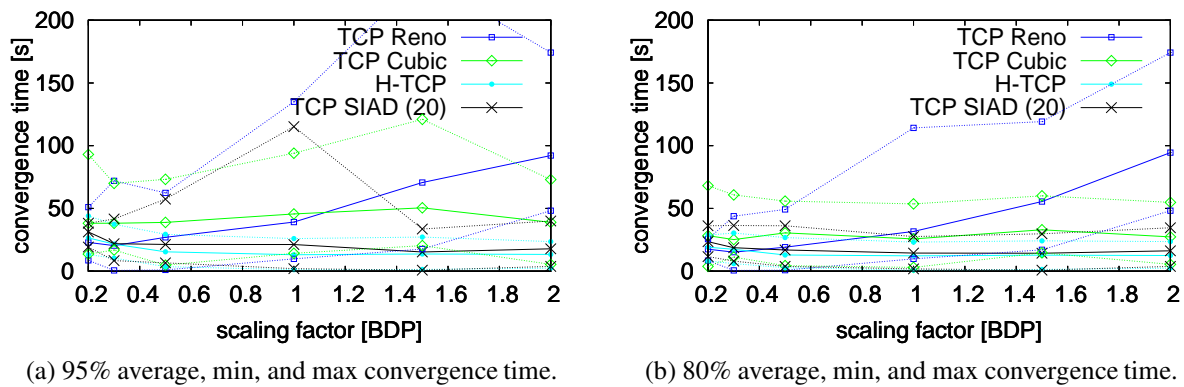 200
150
100
50
0
convergence time [s]
TCP Reno
TCP Cubic
H-TCP
TCP SIAD (20)
0.2 0.4 0.6 0.8 1 1.2 1.4 1.6 1.8 2
scaling factor [BDP]
(a) 95% average, min, and max convergence time.
200
150
100
50
0
convergence time [s]
TCP Reno
TCP Cubic
H-TCP
TCP SIAD (20)
0.2 0.4 0.6 0.8 1 1.2 1.4 1.6 1.8 2
scaling factor [BDP]
(b) 80% average, min, and max convergence time.